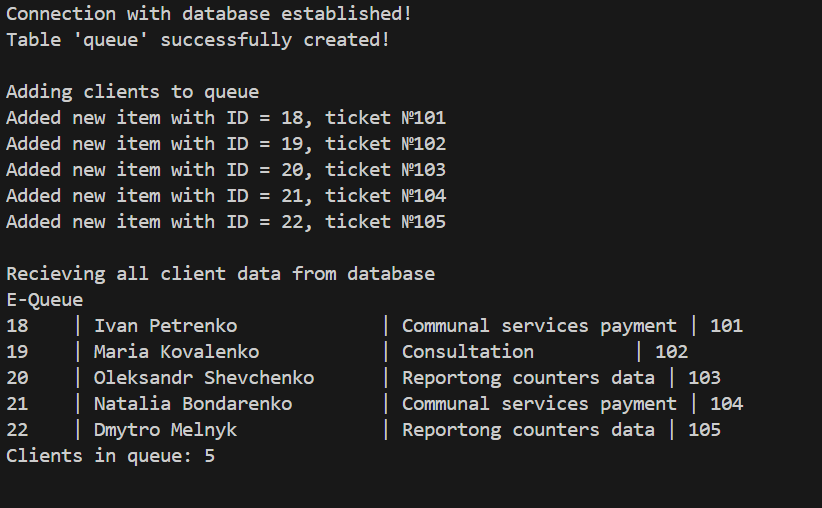 Connection with database established!
Table 'queue' successfully created!
Adding clients to queue
Added new item with ID = 18, ticket №101
Added new item with ID = 19, ticket №102
Added new item with ID = 20, ticket №103
Added new item with ID = 21, ticket №104
Added new item with ID = 22, ticket №105
Recieving all client data from database
E-Queue
18    | Ivan Petrenko             | Communal services payment | 101
19    | Maria Kovalenko           | Consultation         | 102
20    | Oleksandr Shevchenko      | Reportong counters data | 103
21    | Natalia Bondarenko        | Communal services payment | 104
22    | Dmytro Melnyk             | Reportong counters data | 105
Clients in queue: 5